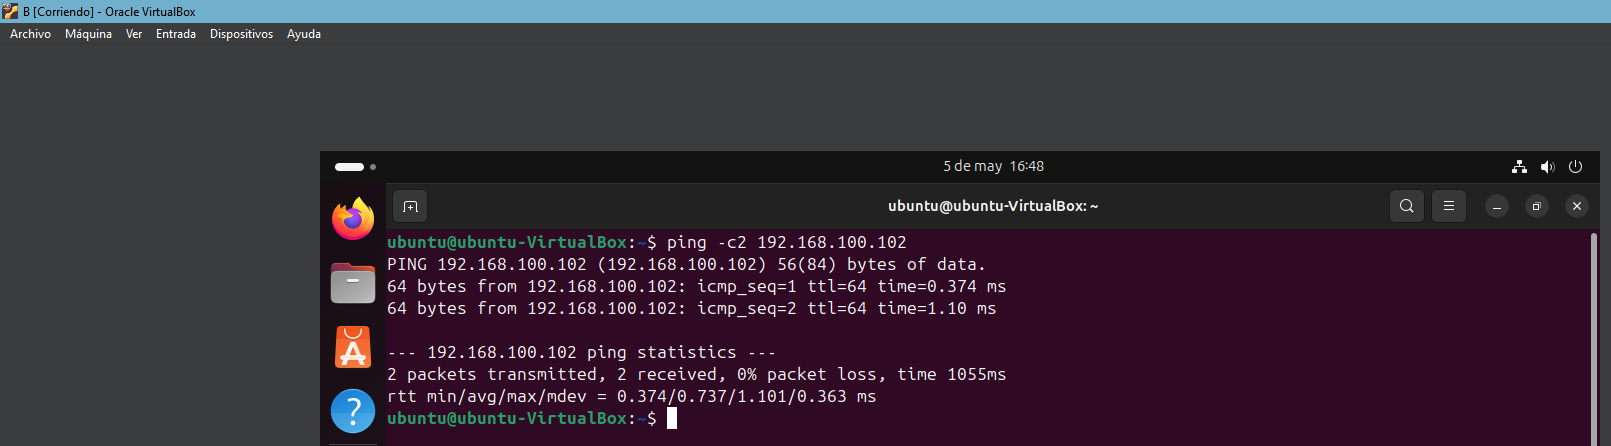 B [Corriendo] - Oracle VirtualBox
Archivo Máquina Ver Entrada Dispositivos Ayuda
5 de may 16:48
ubuntu@ubuntu-VirtualBox: ~
ubuntu@ubuntu-VirtualBox:~$ ping -c2 192.168.100.102
PING 192.168.100.102 (192.168.100.102) 56(84) bytes of data.
64 bytes from 192.168.100.102: icmp_seq=1 ttl=64 time=0.374 ms
64 bytes from 192.168.100.102: icmp_seq=2 ttl=64 time=1.10 ms
--- 192.168.100.102 ping statistics ---
2 packets transmitted, 2 received, 0% packet loss, time 1055ms
rtt min/avg/max/mdev = 0.374/0.737/1.101/0.363 ms
ubuntu@ubuntu-VirtualBox:~$